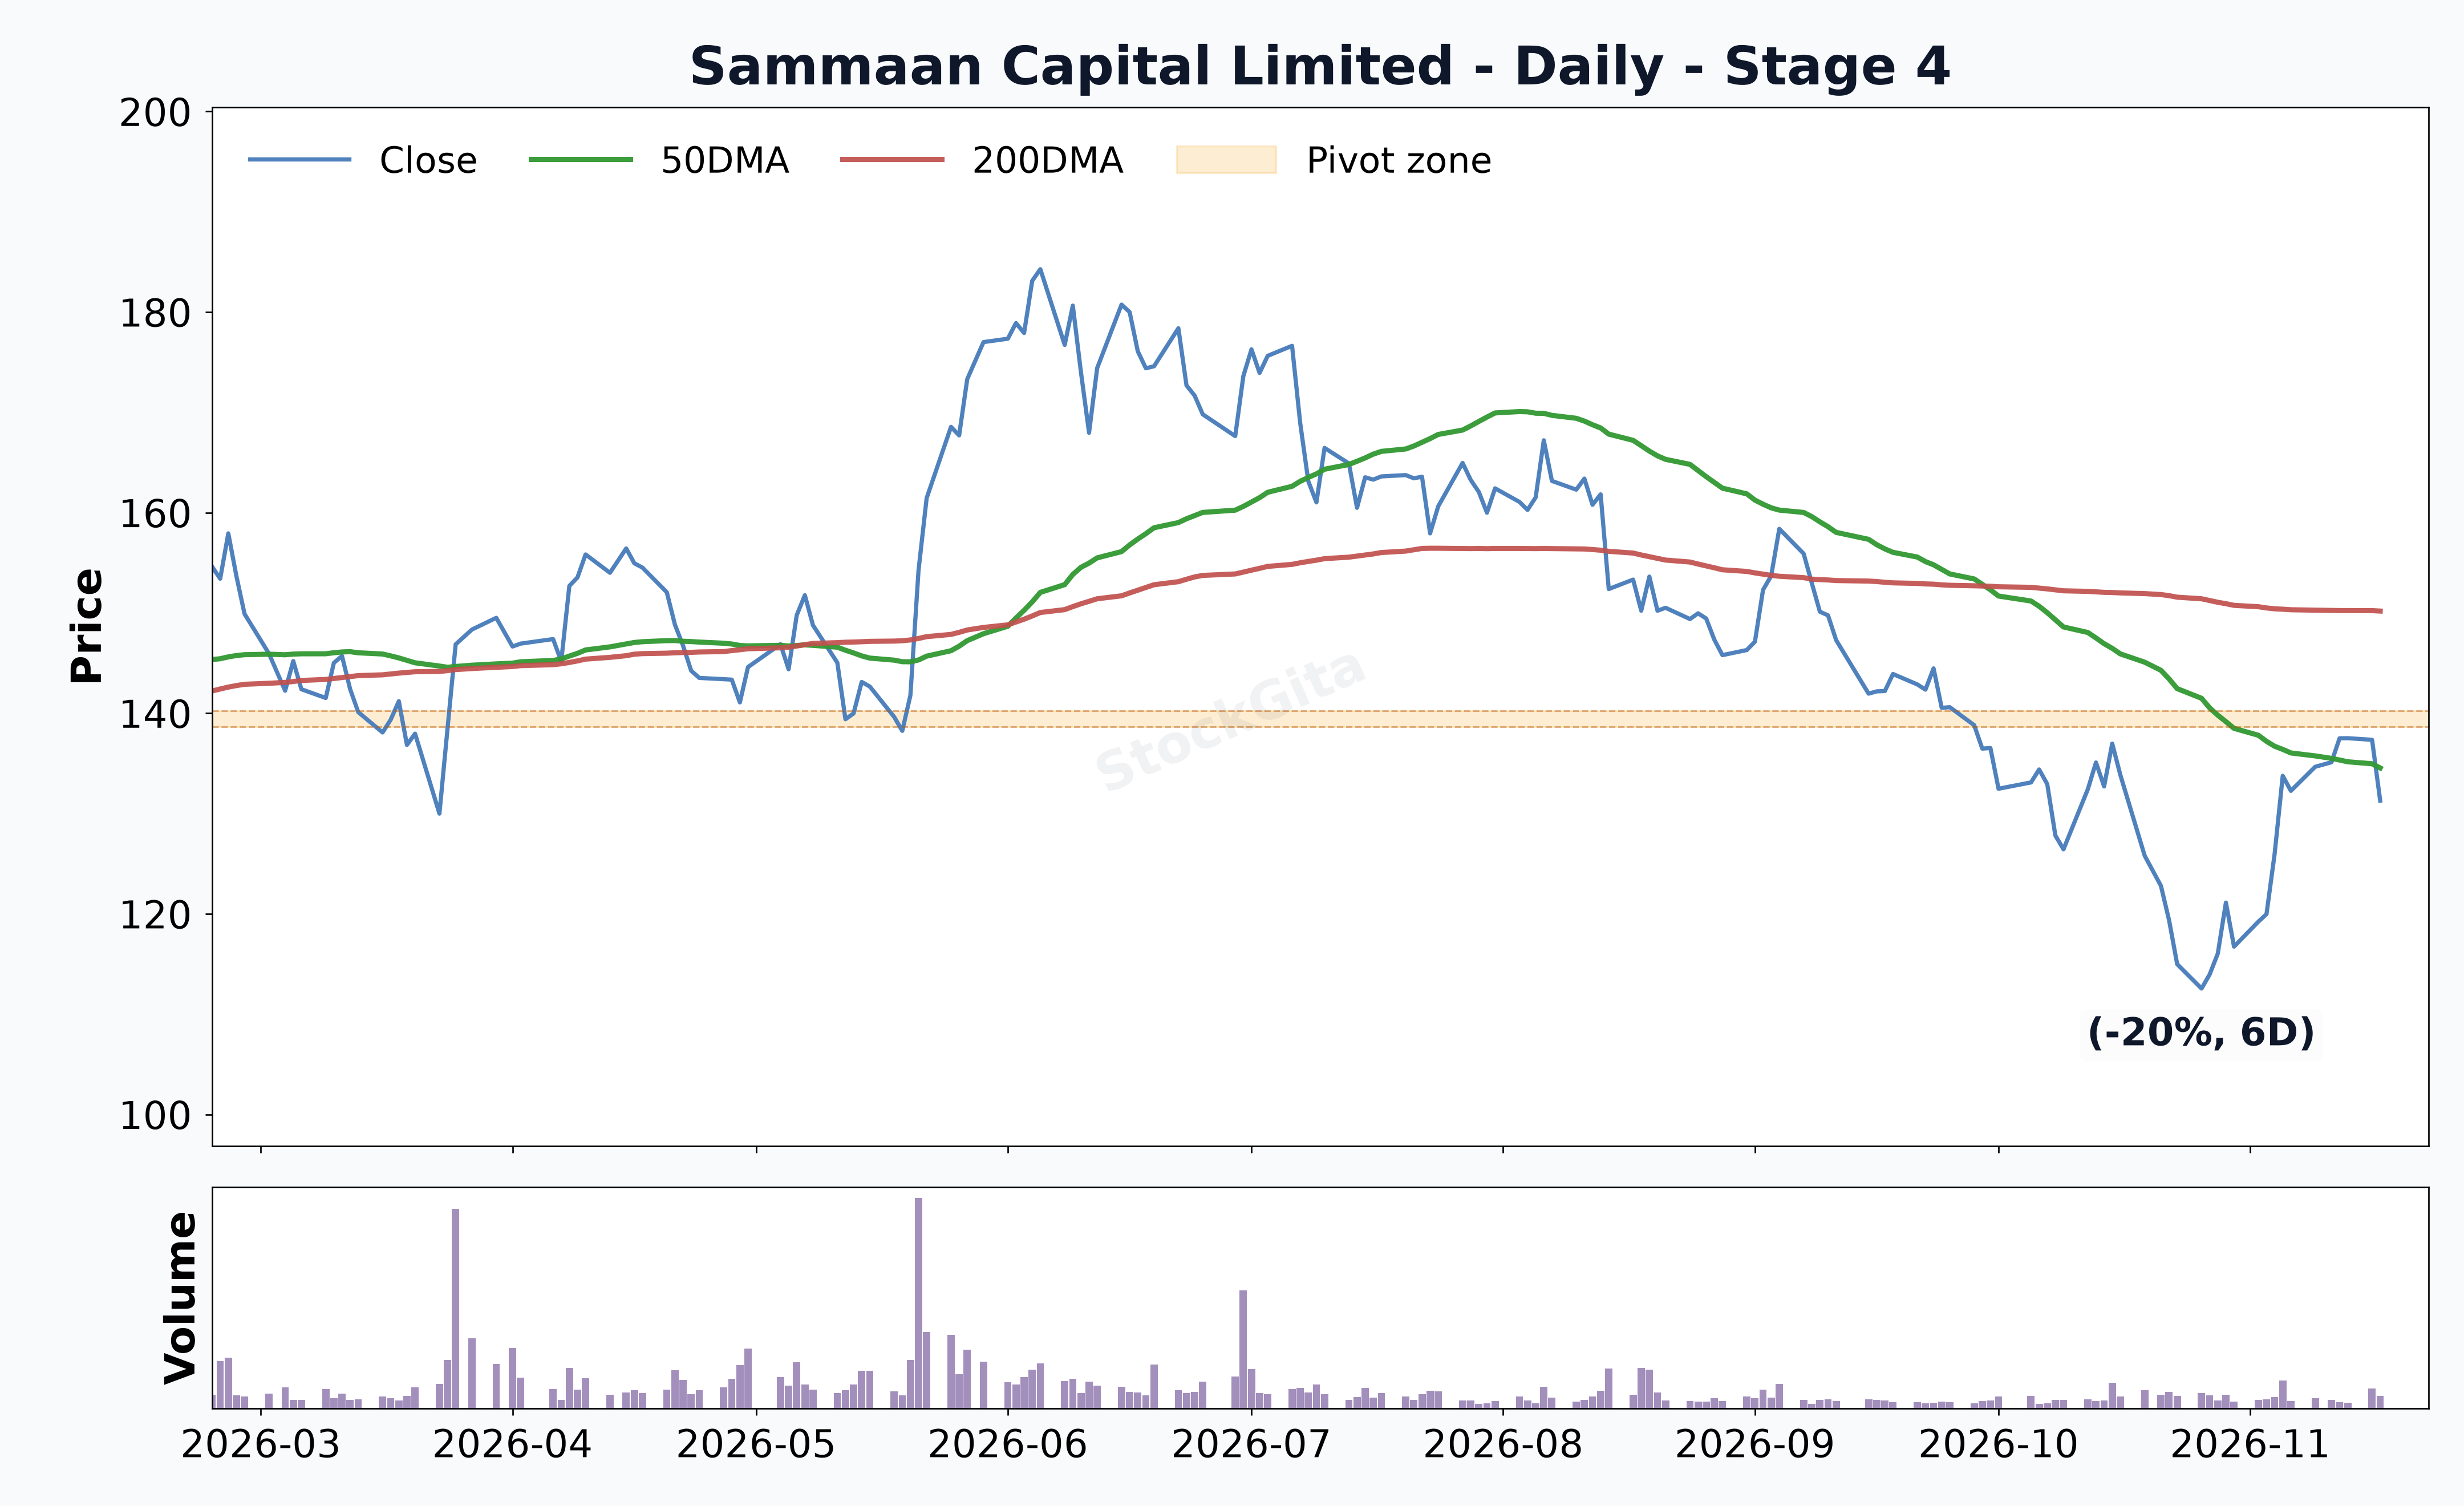 Sammaan Capital Limited - Daily - Stage 4
Close 50DMA 200DMA Pivot zone
200
180
160
140
120
100
Price
StockGita
(-20%, 6D)
Volume
2026-03 2026-04 2026-05 2026-06 2026-07 2026-08 2026-09 2026-10 2026-11